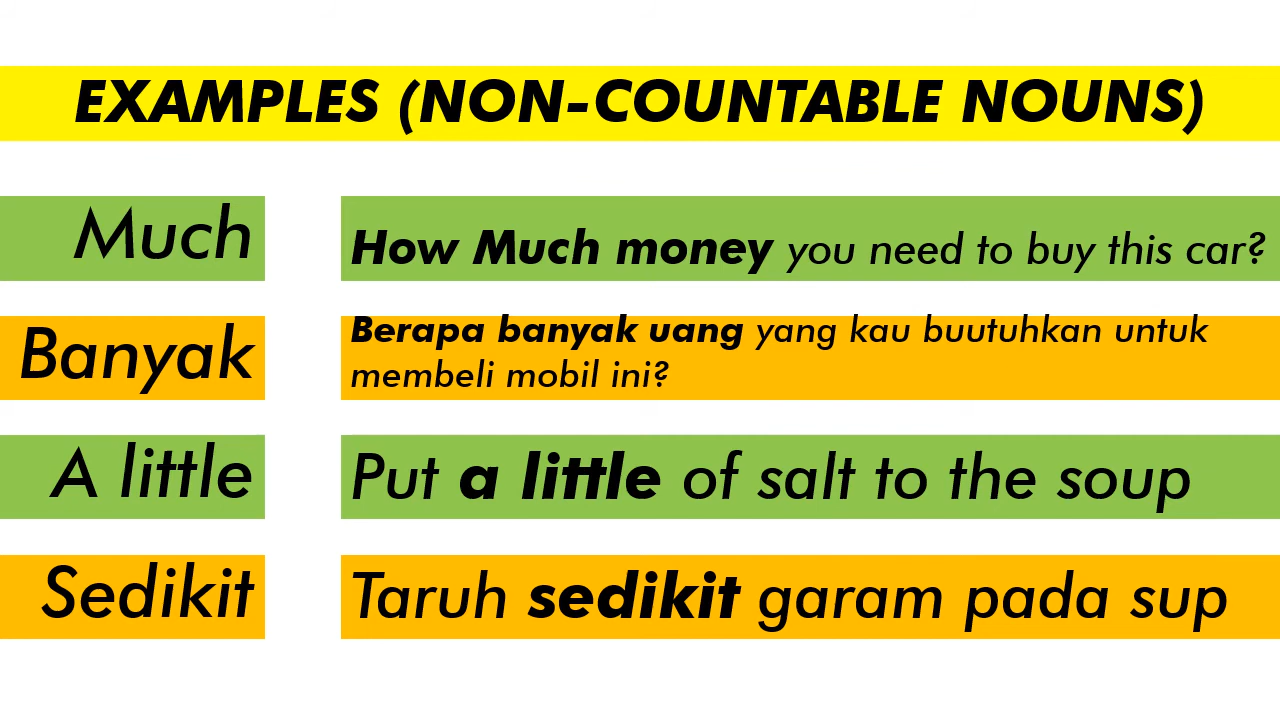 EXAMPLES (NON-COUNTABLE NOUNS)
Much
How Much money you need to buy this car?
Banyak
Berapa banyak uang yang kau buutuhkan untuk
membeli mobil ini?
A little
Put a little of salt to the soup
Sedikit
Taruh sedikit garam pada sup